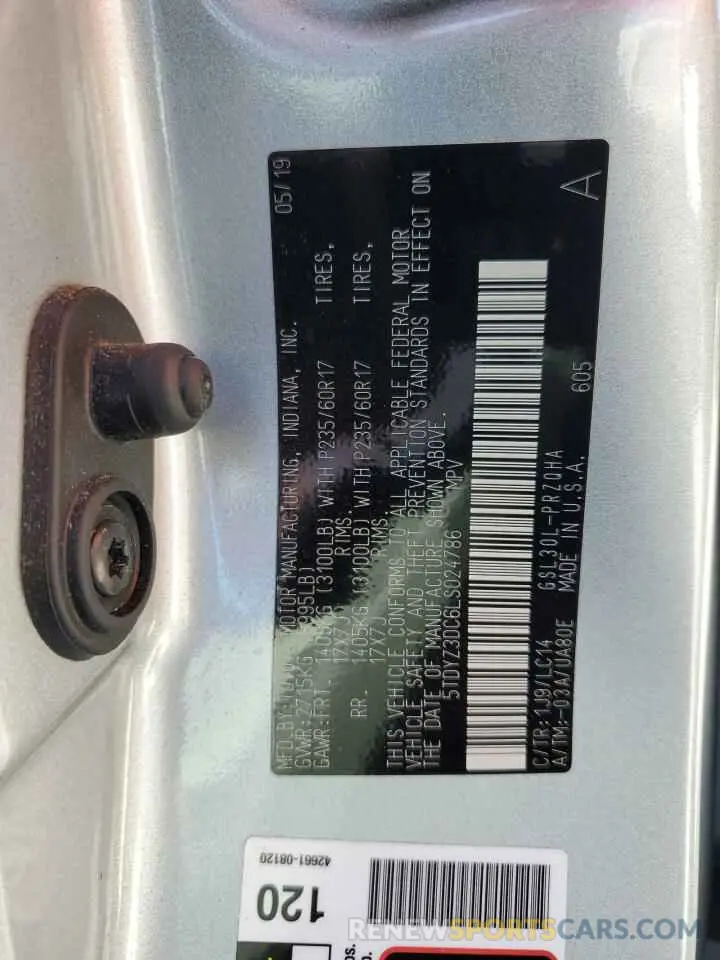 MFD.BY: MOTOR MANUFACTURING, INDIANA, INC. 05/19
GVWR:2715KG 995LB)
GAWR:FRT. 1405KG (3100LB) WITH P235/60R17 TIRES,
17X7J RIMS.
RR. 1405KG (3100LB) WITH P235/60R17 TIRES,
17X7J RIMS.
THIS VEHICLE CONFORMS TO ALL APPLICABLE FEDERAL MOTOR
VEHICLE SAFETY AND THEFT PREVENTION STANDARDS IN EFFECT ON
THE DATE OF MANUFACTURE SHOWN ABOVE.
5TDYZ3DC6LS024786 MPV
C/TR:1J9/LC14 GSL30L-PRZQHA 605
A/TM:-03A/UA80E MADE IN U.S.A.
A
42661-08120
120
RENEWSPORTSCARS.COM